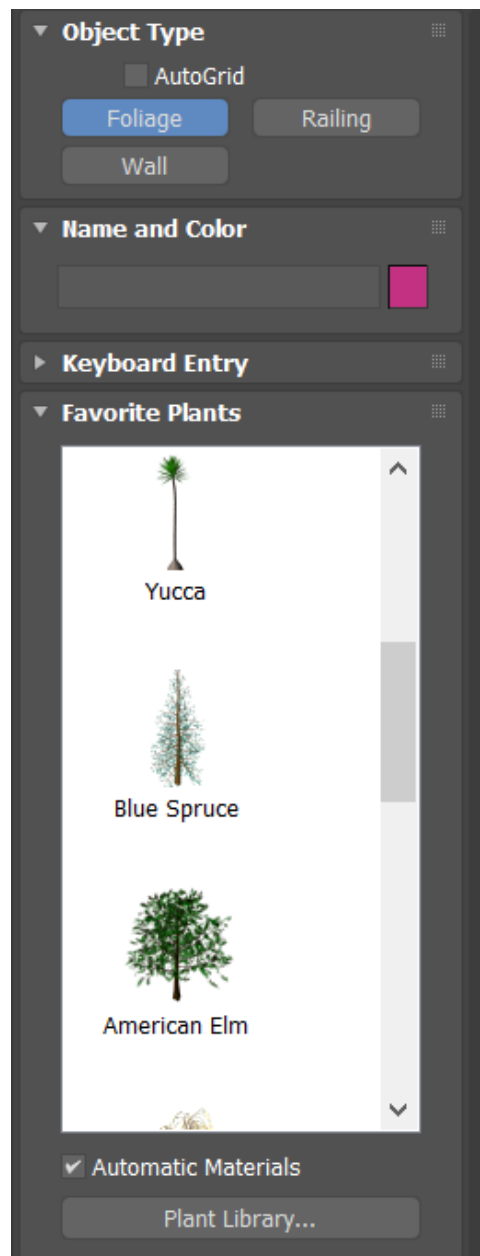 Object Type
AutoGrid
Foliage Railing
Wall
Name and Color
Keyboard Entry
Favorite Plants
Yucca
Blue Spruce
American Elm
Automatic Materials
Plant Library...